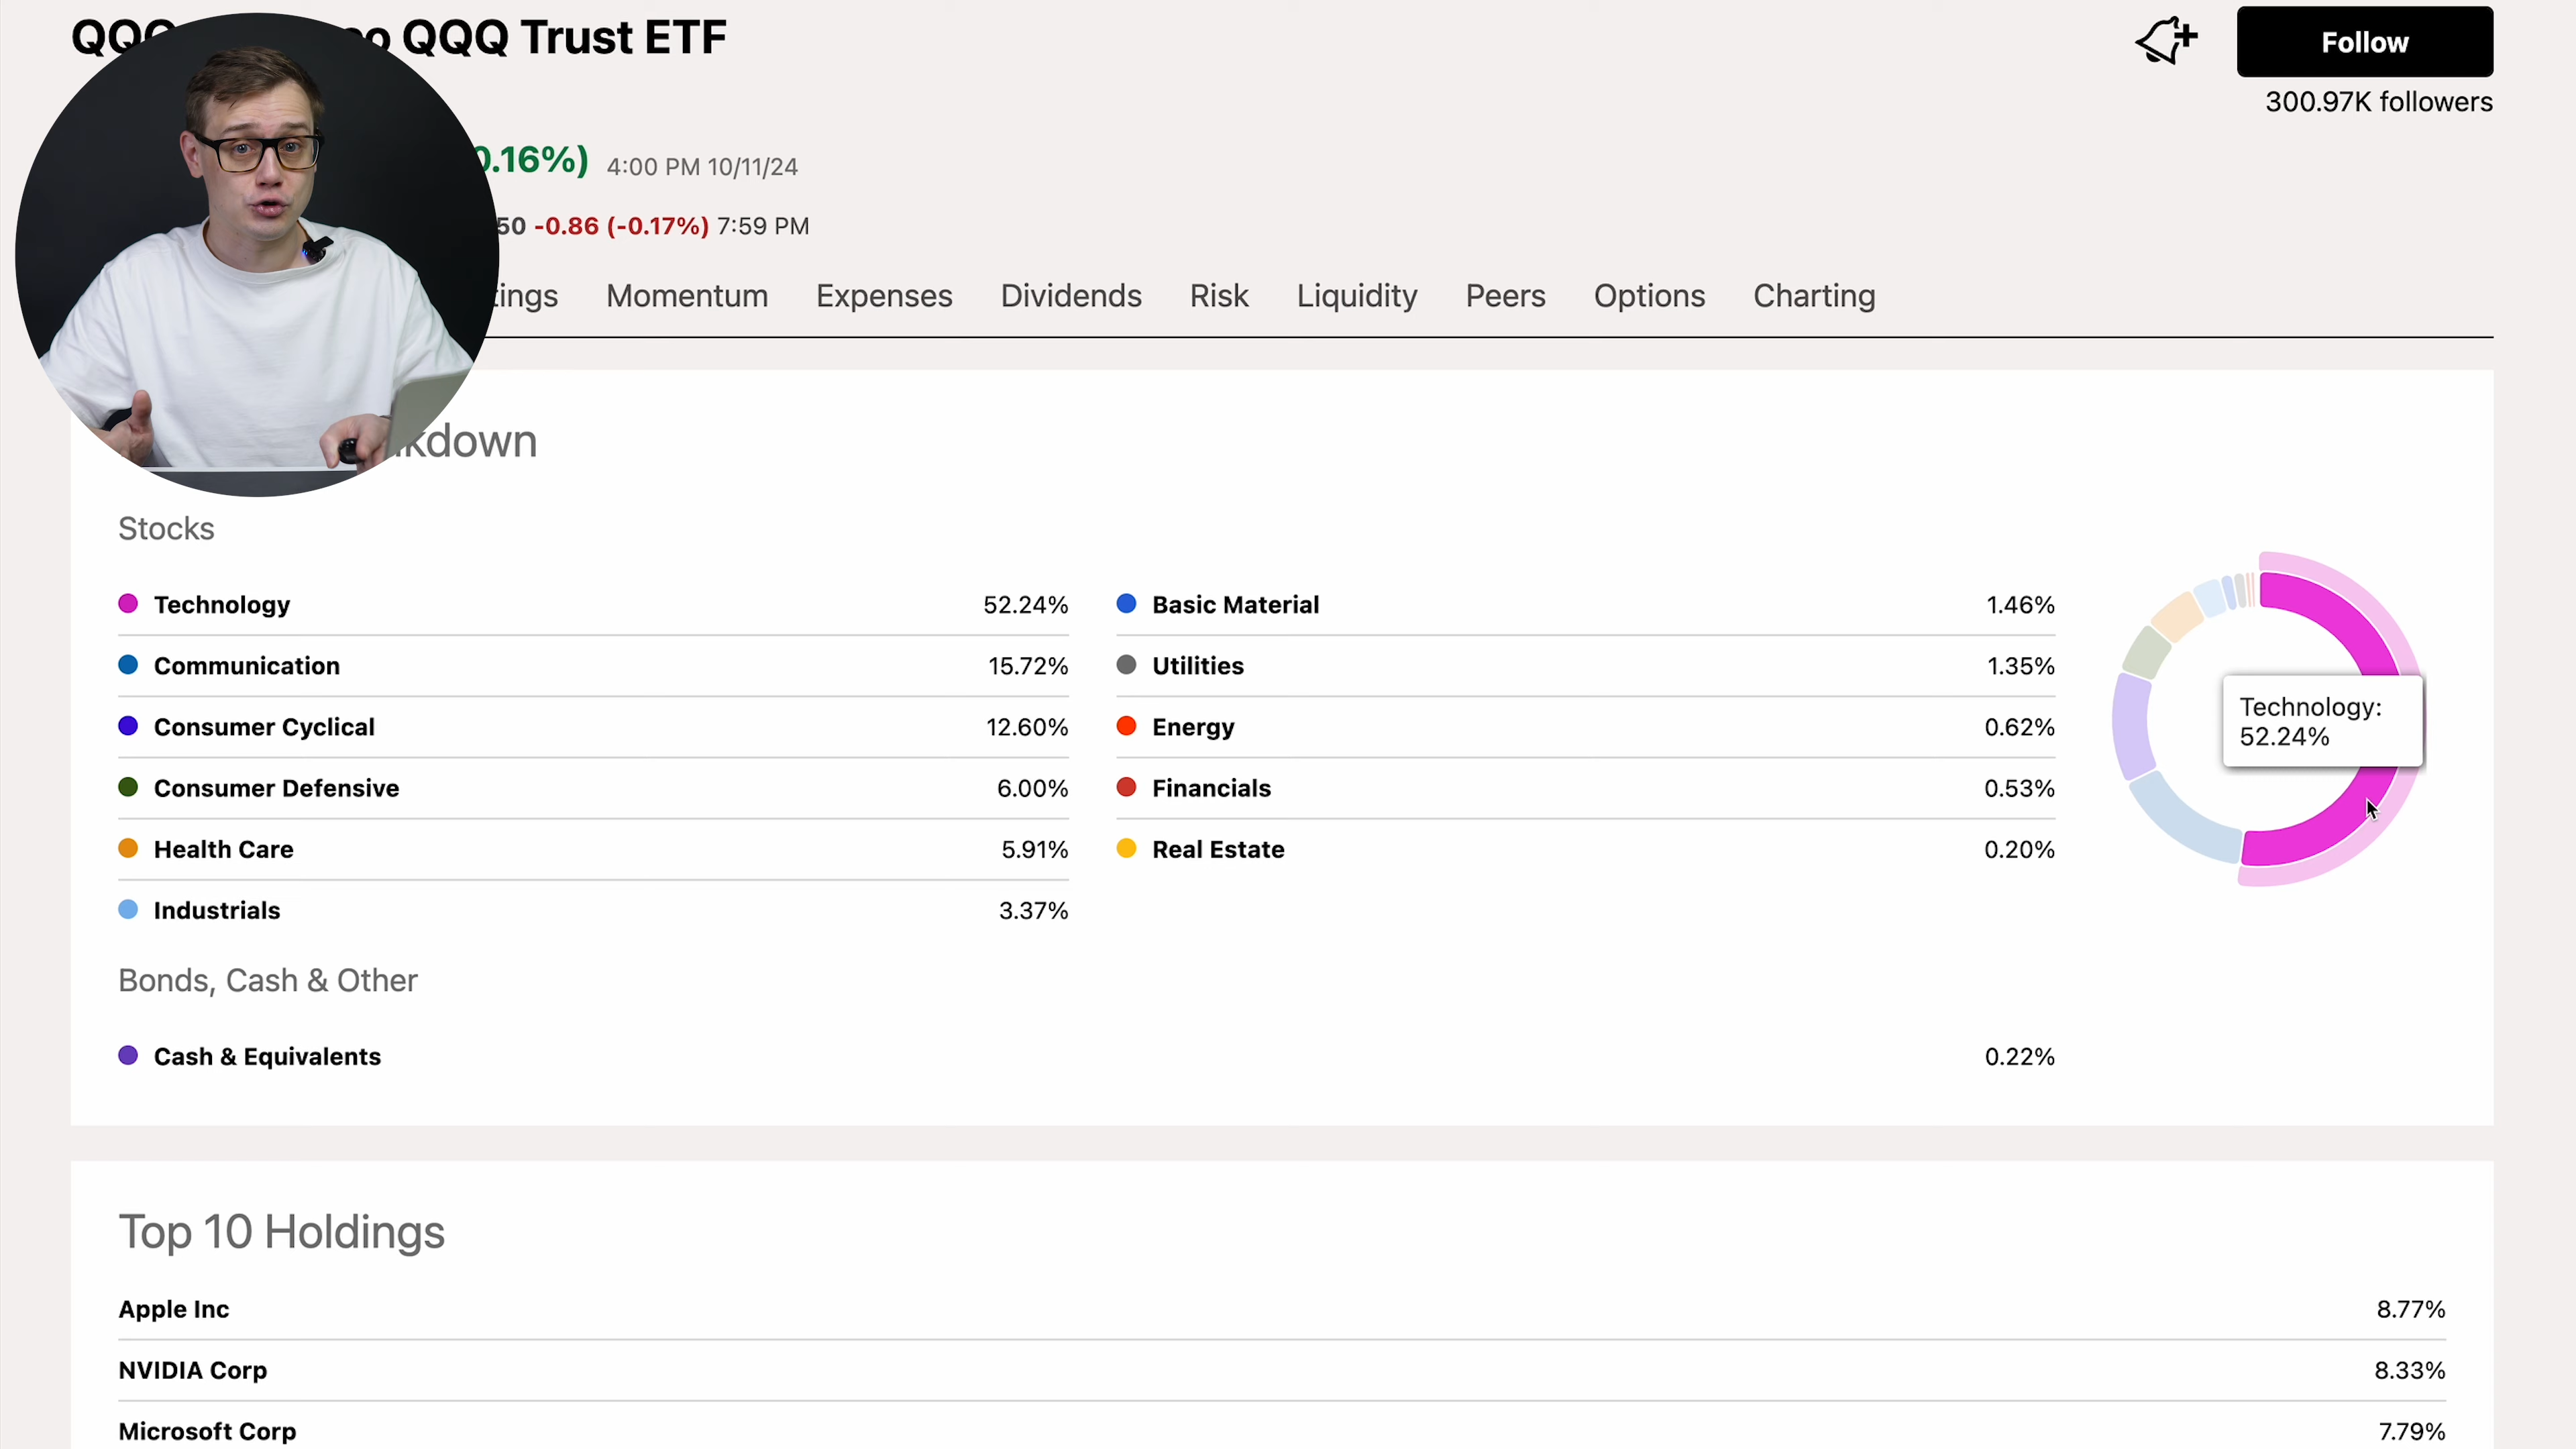 QQQ Trust ETF
Follow
300.97K followers
0.16%) 4:00 PM 10/11/24
50 -0.86 (-0.17%) 7:59 PM
Momentum Expenses Dividends Risk Liquidity Peers Options Charting
Stocks
Technology 52.24%
Communication 15.72%
Consumer Cyclical 12.60%
Consumer Defensive 6.00%
Health Care 5.91%
Industrials 3.37%
Basic Material 1.46%
Utilities 1.35%
Energy 0.62%
Financials 0.53%
Real Estate 0.20%
Technology:
52.24%
Bonds, Cash & Other
Cash & Equivalents 0.22%
Top 10 Holdings
Apple Inc 8.77%
NVIDIA Corp 8.33%
Microsoft Corp 7.79%